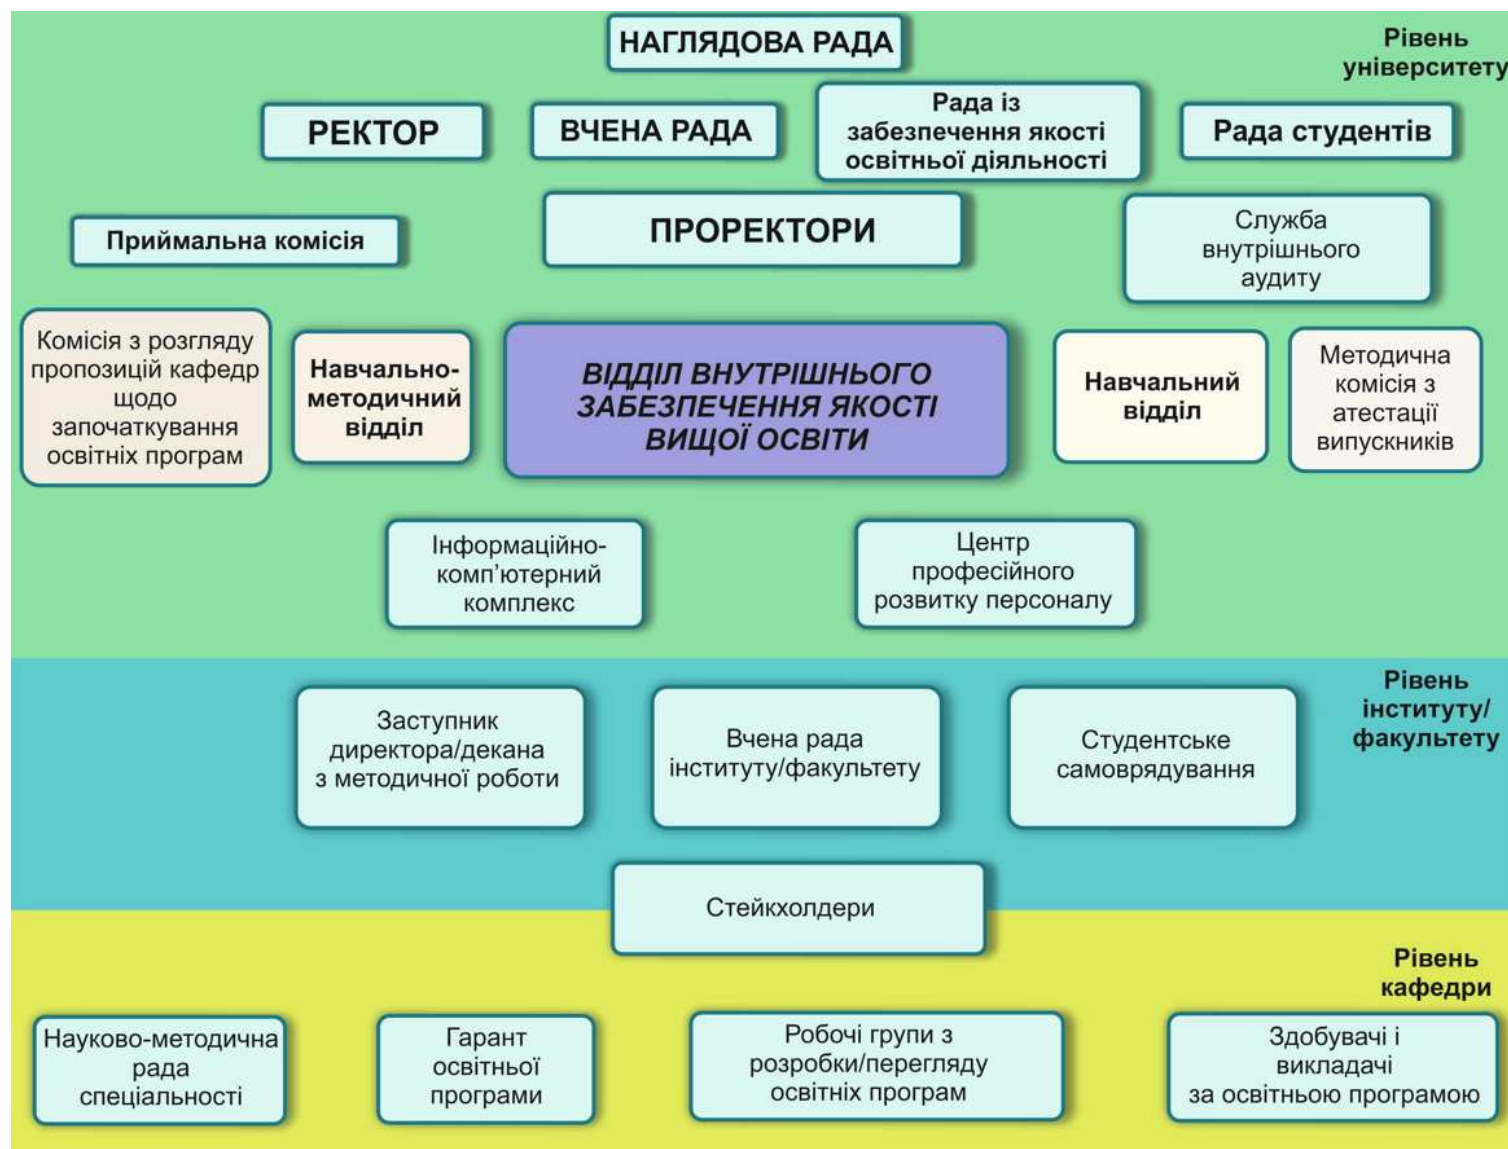 НАГЛЯДОВА РАДА
Рівень
університету
РЕКТОР
ВЧЕНА РАДА
Рада із
забезпечення якості
освітньої діяльності
Рада студентів
Приймальна комісія
ПРОРЕКТОРИ
Служба
внутрішнього
аудиту
Комісія з розгляду
пропозицій кафедр
щодо
започаткування
освітніх програм
Навчально-
методичний
відділ
ВІДДІЛ ВНУТРІШНЬОГО
ЗАБЕЗПЕЧЕННЯ ЯКОСТІ
ВИЩОЇ ОСВІТИ
Навчальний
відділ
Методична
комісія з
атестації
випускників
Інформаційно-
комп’ютерний
комплекс
Центр
професійного
розвитку персоналу
Рівень
інституту/
факультету
Заступник
директора/декана
з методичної роботи
Вчена рада
інституту/факультету
Студентське
самоврядування
Стейкхолдери
Рівень
кафедри
Науково-методична
рада
спеціальності
Гарант
освітньої
програми
Робочі групи з
розробки/перегляду
освітніх програм
Здобувачі і
викладачі
за освітньою програмою